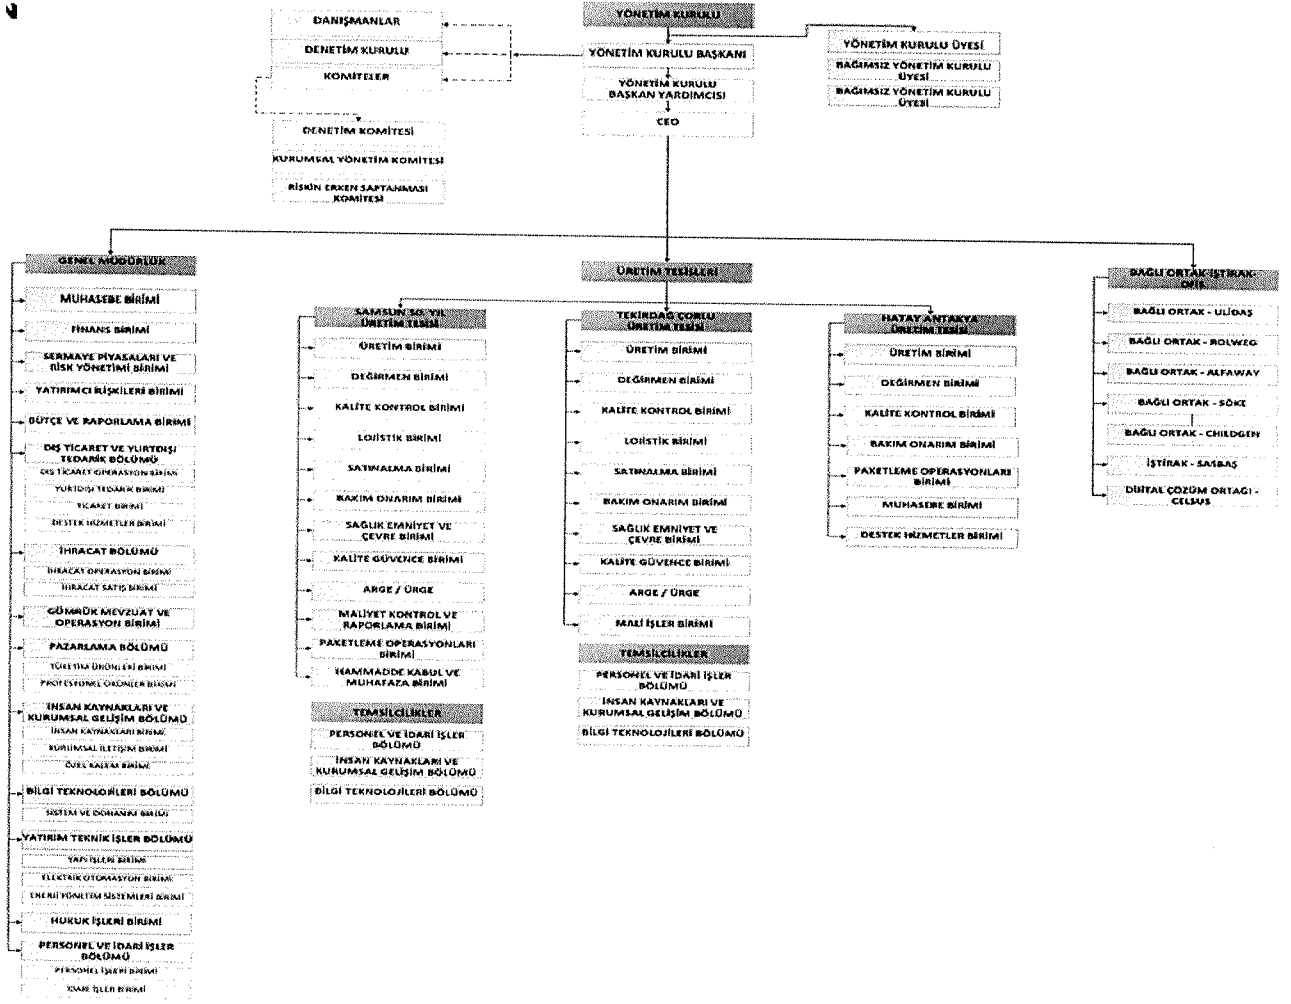 YÖNETİM KURULU
DANIŞMANLAR
DENETİM KURULU
KOMİTELER
YÖNETİM KURULU BAŞKANI
YÖNETİM KURULU
BAŞKAN YARDIMCISI
CEO
YÖNETİM KURULU ÜYESİ
BAĞIMSIZ YÖNETİM KURULU
ÜYESİ
BAĞIMSIZ YÖNETİM KURULU
ÜYESİ
DENETİM KOMİTESİ
KURUMSAL YÖNETİM KOMİTESİ
RİSKİN ERKEN SAPTANMASI
KOMİTESİ
GENEL MÜDÜRLÜK
MUHASEBE BİRİMİ
FİNANS BİRİMİ
SERMAYE PİYASALARI VE
RİSK YÖNETİMİ BİRİMİ
YATIRIMCI İLİŞKİLERİ BİRİMİ
BÜTÇE VE RAPORLAMA BİRİMİ
DIŞ TİCARET VE YURTDIŞI
TEDARİK BÖLÜMÜ
DIŞ TİCARET OPERASYON BİRİMİ
YURTDIŞI TEDARİK BİRİMİ
TİCARET BİRİMİ
DESTEK HİZMETLER BİRİMİ
İHRACAT BÖLÜMÜ
İHRACAT OPERASYON BİRİMİ
İHRACAT SATIŞ BİRİMİ
GÜMRÜK MEVZUAT VE
OPERASYON BİRİMİ
PAZARLAMA BÖLÜMÜ
TÜKETİM ÜRÜNLERİ BİRİMİ
PROFESYONEL ÜRÜNLER BİRİMİ
İNSAN KAYNAKLARI VE
KURUMSAL GELİŞİM BÖLÜMÜ
İNSAN KAYNAKLARI BİRİMİ
KURUMSAL İLETİŞİM BİRİMİ
ÖZEL KALEM BİRİMİ
BİLGİ TEKNOLOJİLERİ BÖLÜMÜ
SİSTEM VE DONANIM BİRİMİ
YATIRIM TEKNİK İŞLER BÖLÜMÜ
YAPI İŞLERİ BİRİMİ
ELEKTRİK OTOMASYON BİRİMİ
ENERJİ YÖNETİM SİSTEMLERİ BİRİMİ
HUKUK İŞLERİ BİRİMİ
PERSONEL VE İDARİ İŞLER
BÖLÜMÜ
PERSONEL İŞLERİ BİRİMİ
İDARİ İŞLER BİRİMİ
ÜRETİM TESİSLERİ
SAMSUN 50. YIL
ÜRETİM TESİSİ
ÜRETİM BİRİMİ
DEĞİRMEN BİRİMİ
KALİTE KONTROL BİRİMİ
LOJİSTİK BİRİMİ
SATINALMA BİRİMİ
BAKIM ONARIM BİRİMİ
SAĞLIK EMNİYET VE
ÇEVRE BİRİMİ
KALİTE GÜVENCE BİRİMİ
ARGE / ÜRGE
MALİYET KONTROL VE
RAPORLAMA BİRİMİ
PAKETLEME OPERASYONLARI
BİRİMİ
HAMMADDE KABUL VE
MUHAFAZA BİRİMİ
TEMSİLCİLİKLER
PERSONEL VE İDARİ İŞLER
BÖLÜMÜ
İNSAN KAYNAKLARI VE
KURUMSAL GELİŞİM BÖLÜMÜ
BİLGİ TEKNOLOJİLERİ BÖLÜMÜ
TEKİRDAĞ ÇORLU
ÜRETİM TESİSİ
ÜRETİM BİRİMİ
DEĞİRMEN BİRİMİ
KALİTE KONTROL BİRİMİ
LOJİSTİK BİRİMİ
SATINALMA BİRİMİ
BAKIM ONARIM BİRİMİ
SAĞLIK EMNİYET VE
ÇEVRE BİRİMİ
KALİTE GÜVENCE BİRİMİ
ARGE / ÜRGE
MALİ İŞLER BİRİMİ
TEMSİLCİLİKLER
PERSONEL VE İDARİ İŞLER
BÖLÜMÜ
İNSAN KAYNAKLARI VE
KURUMSAL GELİŞİM BÖLÜMÜ
BİLGİ TEKNOLOJİLERİ BÖLÜMÜ
HATAY ANTAKYA
ÜRETİM TESİSİ
ÜRETİM BİRİMİ
DEĞİRMEN BİRİMİ
KALİTE KONTROL BİRİMİ
BAKIM ONARIM BİRİMİ
PAKETLEME OPERASYONLARI
BİRİMİ
MUHASEBE BİRİMİ
DESTEK HİZMETLER BİRİMİ
BAĞLI ORTAK-İŞTİRAK-
OFİS
BAĞLI ORTAK - ULİDAŞ
BAĞLI ORTAK - ROLWEG
BAĞLI ORTAK - ALFAWAY
BAĞLI ORTAK - SÖKE
BAĞLI ORTAK - CHILDGEN
İŞTİRAK - SASBAŞ
DİJİTAL ÇÖZÜM ORTAĞI -
CELSUS